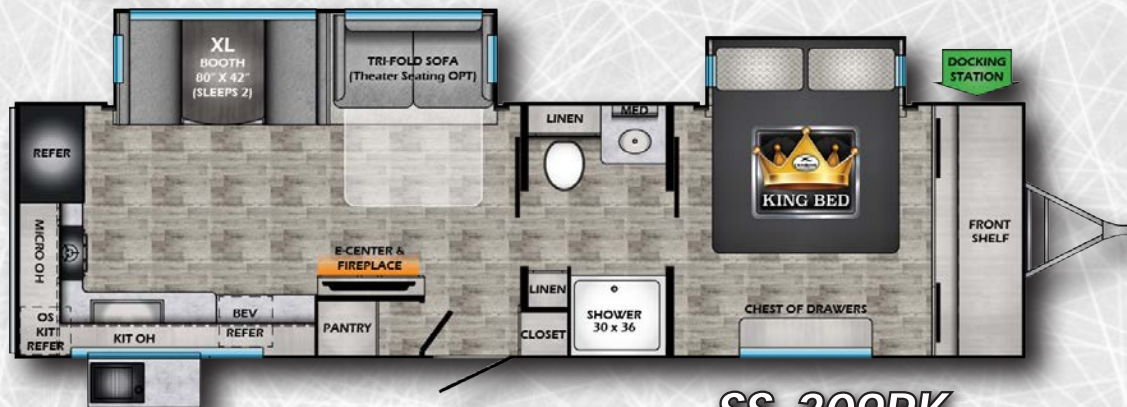 XL
BOOTH
80" X 42"
(SLEEPS 2)
TRI-FOLD SOFA
(Theater Seating OPT)
DOCKING
STATION
REFER
LINEN
MED
KING BED
FRONT
SHELF
MICRO OH
E-CENTER &
FIREPLACE
OS
KIT
REFER
KIT OH
BEV
REFER
PANTRY
LINEN
CLOSET
SHOWER
30 x 36
CHEST OF DRAWERS